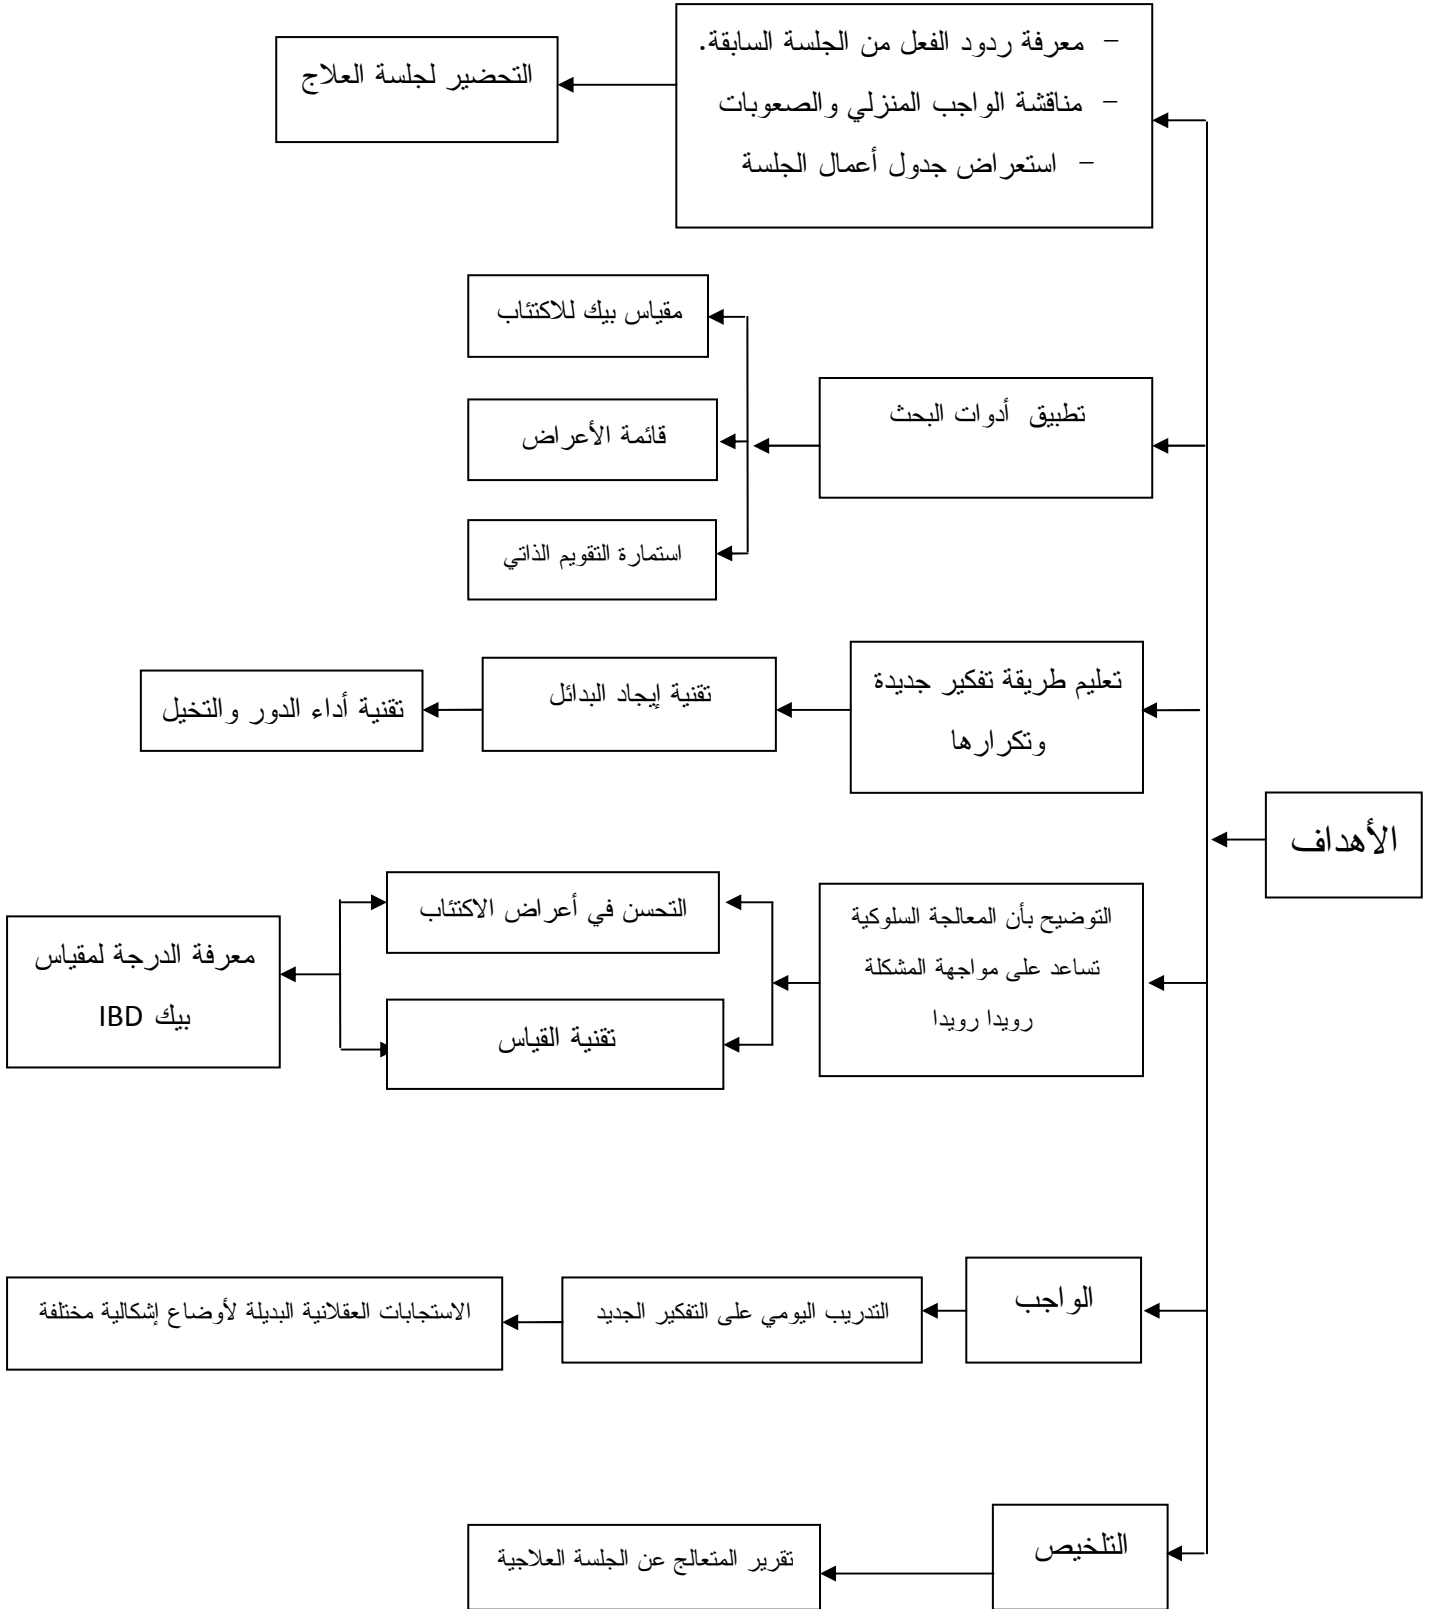 - معرفة ردود الفعل من الجلسة السابقة.
- مناقشة الواجب المنزلي والصعوبات
- استعراض جدول أعمال الجلسة
التحضير لجلسة العلاج
تطبيق أدوات البحث
مقياس بيك للاكتئاب
قائمة الأعراض
استمارة التقويم الذاتي
تعليم طريقة تفكير جديدة
وتكرارها
تقنية إيجاد البدائل
تقنية أداء الدور والتخيل
الأهداف
التوضيح بأن المعالجة السلوكية
تساعد على مواجهة المشكلة
رويدا رويدا
التحسن في أعراض الاكتئاب
تقنية القياس
معرفة الدرجة لمقياس
بيك IBD
الواجب
التدريب اليومي على التفكير الجديد
الاستجابات العقلانية البديلة لأوضاع إشكالية مختلفة
التلخيص
تقرير المتعالج عن الجلسة العلاجية